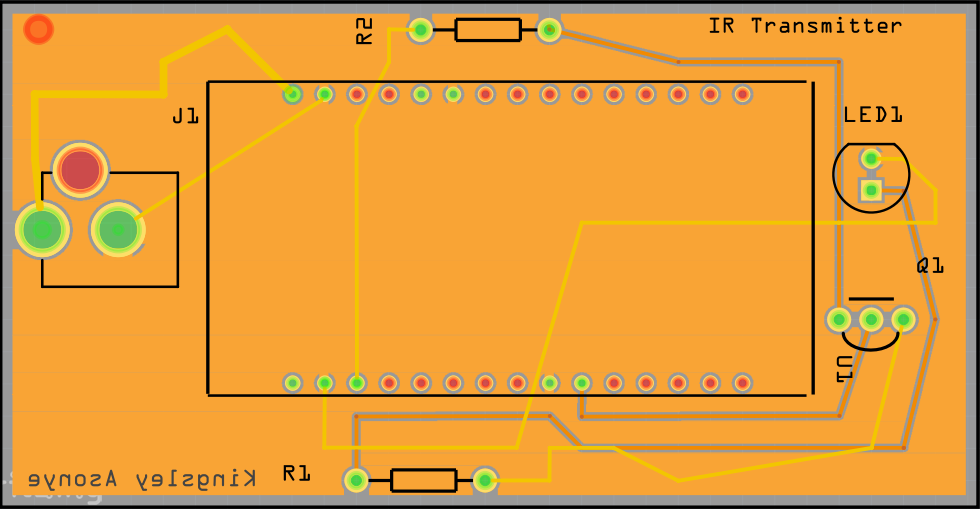 R2
IR Transmitter
J1
LED1
Q1
U1
R1
Kingsley Asonye